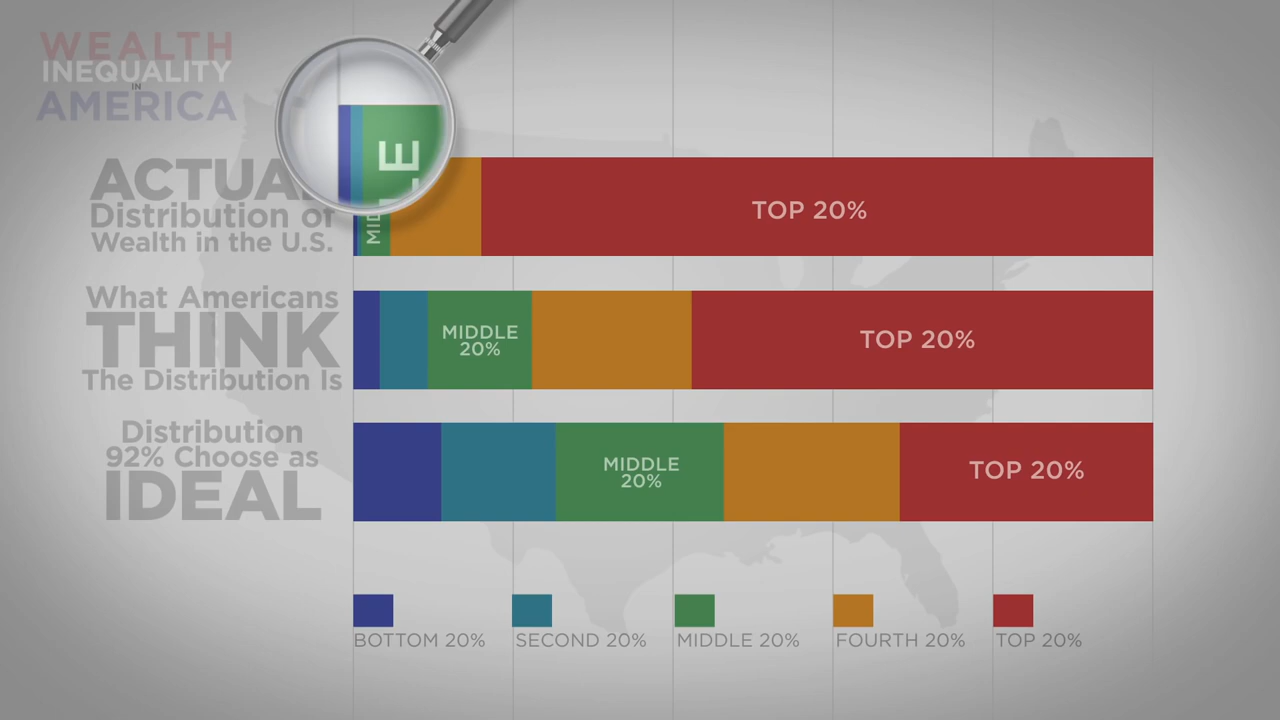 WEALTH
INEQUALITY
IN
AMERICA
ACTUA
Distribution of
Wealth in the U.S.
TOP 20%
What Americans
THINK
The Distribution Is
MIDDLE
20%
TOP 20%
Distribution
92% Choose as
IDEAL
MIDDLE
20%
TOP 20%
BOTTOM 20%
SECOND 20%
MIDDLE 20%
FOURTH 20%
TOP 20%